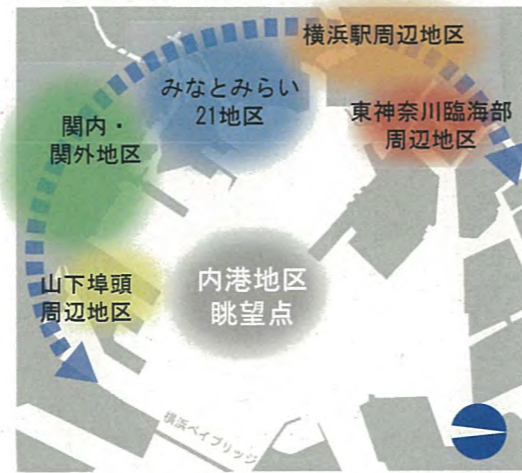 横浜駅周辺地区
みなとみらい
21地区
東神奈川臨海部
周辺地区
関内・
関外地区
山下埠頭
周辺地区
内港地区
眺望点
横浜ベイブリッジ